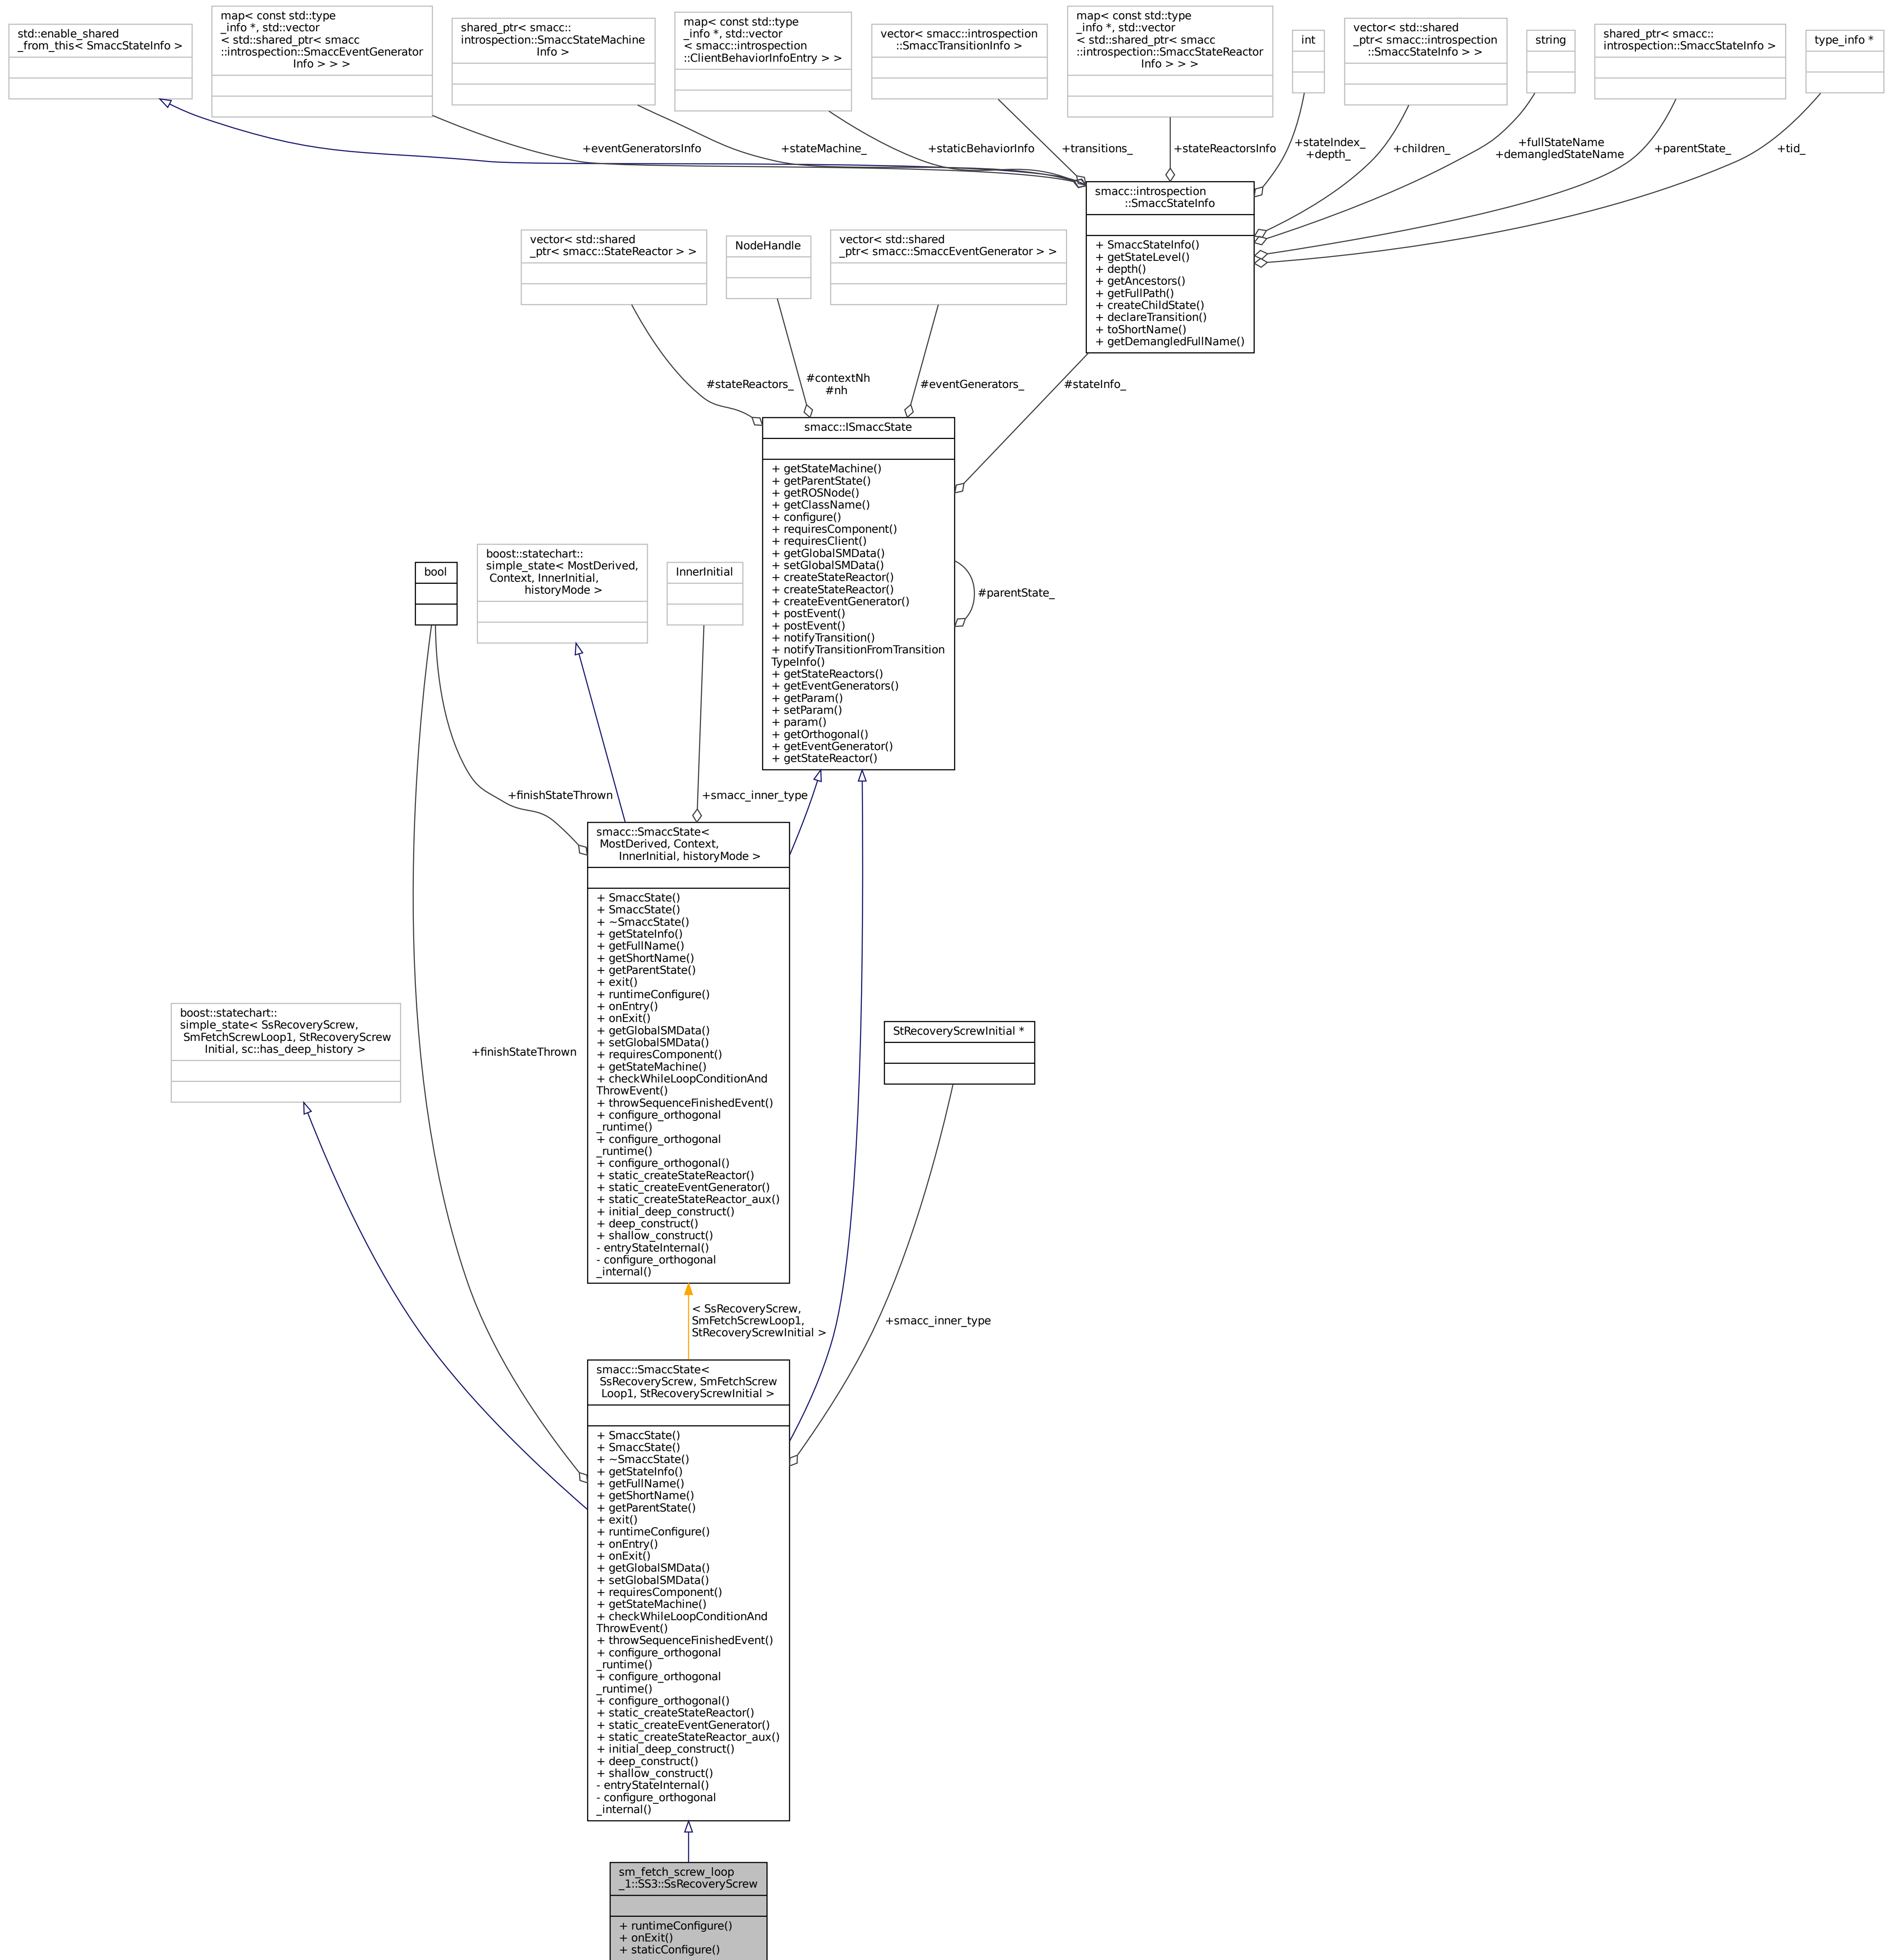 std::enable_shared
_from_this< SmaccStateInfo >
map< const std::type
_info *, std::vector
< std::shared_ptr< smacc
::introspection::SmaccEventGenerator
Info > > >
shared_ptr< smacc::
introspection::SmaccStateMachine
Info >
map< const std::type
_info *, std::vector
< smacc::introspection
::ClientBehaviorInfoEntry > >
vector< smacc::introspection
::SmaccTransitionInfo >
map< const std::type
_info *, std::vector
< std::shared_ptr< smacc
::introspection::SmaccStateReactor
Info > > >
int
vector< std::shared
_ptr< smacc::introspection
::SmaccStateInfo > >
string
shared_ptr< smacc::
introspection::SmaccStateInfo >
type_info *
+eventGeneratorsInfo
+stateMachine_
+staticBehaviorInfo
+transitions_
+stateReactorsInfo
+stateIndex_
+depth_
+children_
+fullStateName
+demangledStateName
+parentState_
+tid_
smacc::introspection
::SmaccStateInfo
+ SmaccStateInfo()
+ getStateLevel()
+ depth()
+ getAncestors()
+ getFullPath()
+ createChildState()
+ declareTransition()
+ toShortName()
+ getDemangledFullName()
vector< std::shared
_ptr< smacc::StateReactor > >
NodeHandle
vector< std::shared
_ptr< smacc::SmaccEventGenerator > >
#stateReactors_
#contextNh
#nh
#eventGenerators_
#stateInfo_
smacc::ISmaccState
+ getStateMachine()
+ getParentState()
+ getROSNode()
+ getClassName()
+ configure()
+ requiresComponent()
+ requiresClient()
+ getGlobalSMData()
+ setGlobalSMData()
+ createStateReactor()
+ createStateReactor()
+ createEventGenerator()
+ postEvent()
+ postEvent()
+ notifyTransition()
+ notifyTransitionFromTransition
TypeInfo()
+ getStateReactors()
+ getEventGenerators()
+ getParam()
+ setParam()
+ param()
+ getOrthogonal()
+ getEventGenerator()
+ getStateReactor()
#parentState_
bool
boost::statechart::
simple_state< MostDerived,
Context, InnerInitial,
historyMode >
InnerInitial
+finishStateThrown
+smacc_inner_type
smacc::SmaccState<
MostDerived, Context,
InnerInitial, historyMode >
+ SmaccState()
+ SmaccState()
+ ~SmaccState()
+ getStateInfo()
+ getFullName()
+ getShortName()
+ getParentState()
+ exit()
+ runtimeConfigure()
+ onEntry()
+ onExit()
+ getGlobalSMData()
+ setGlobalSMData()
+ requiresComponent()
+ getStateMachine()
+ checkWhileLoopConditionAnd
ThrowEvent()
+ throwSequenceFinishedEvent()
+ configure_orthogonal
_runtime()
+ configure_orthogonal
_runtime()
+ configure_orthogonal()
+ static_createStateReactor()
+ static_createEventGenerator()
+ static_createStateReactor_aux()
+ initial_deep_construct()
+ deep_construct()
+ shallow_construct()
- entryStateInternal()
- configure_orthogonal
_internal()
boost::statechart::
simple_state< SsRecoveryScrew,
SmFetchScrewLoop1, StRecoveryScrew
Initial, sc::has_deep_history >
+finishStateThrown
StRecoveryScrewInitial *
< SsRecoveryScrew,
SmFetchScrewLoop1,
StRecoveryScrewInitial >
+smacc_inner_type
smacc::SmaccState<
SsRecoveryScrew, SmFetchScrew
Loop1, StRecoveryScrewInitial >
+ SmaccState()
+ SmaccState()
+ ~SmaccState()
+ getStateInfo()
+ getFullName()
+ getShortName()
+ getParentState()
+ exit()
+ runtimeConfigure()
+ onEntry()
+ onExit()
+ getGlobalSMData()
+ setGlobalSMData()
+ requiresComponent()
+ getStateMachine()
+ checkWhileLoopConditionAnd
ThrowEvent()
+ throwSequenceFinishedEvent()
+ configure_orthogonal
_runtime()
+ configure_orthogonal
_runtime()
+ configure_orthogonal()
+ static_createStateReactor()
+ static_createEventGenerator()
+ static_createStateReactor_aux()
+ initial_deep_construct()
+ deep_construct()
+ shallow_construct()
- entryStateInternal()
- configure_orthogonal
_internal()
sm_fetch_screw_loop
_1::SS3::SsRecoveryScrew
+ runtimeConfigure()
+ onExit()
+ staticConfigure()